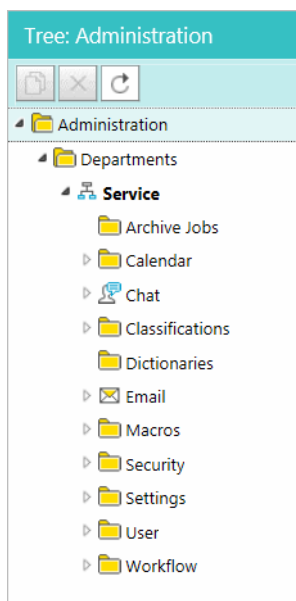 Tree: Administration
Administration
Departments
Service
Archive Jobs
Calendar
Chat
Classifications
Dictionaries
Email
Macros
Security
Settings
User
Workflow